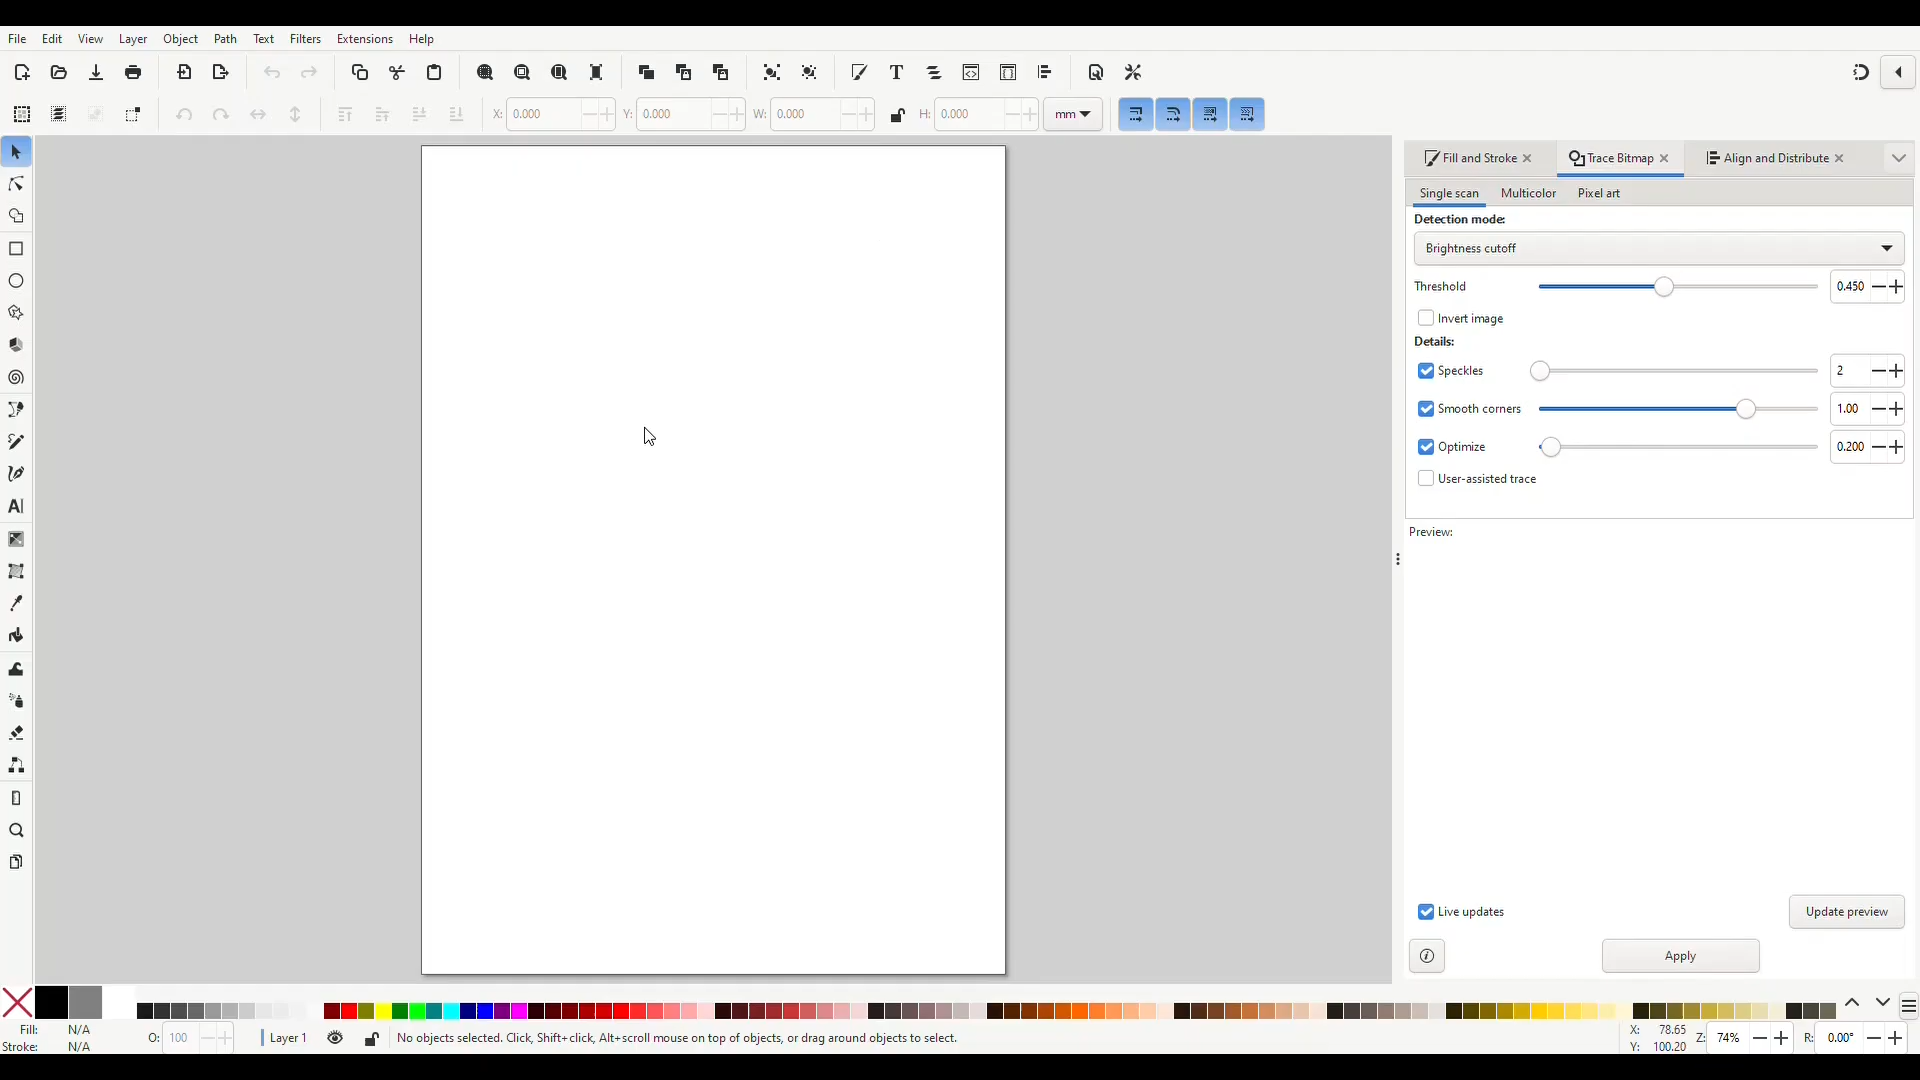 File Edit View Layer Object Path Text Filters Extensions Help
X: 0.000 Y: 0.000 W: 0.000 H: 0.000 mm
Fill and Stroke Trace Bitmap Align and Distribute
Single scan Multicolor Pixel art
Detection mode:
Brightness cutoff
Threshold 0.450
Invert image
Details:
Speckles 2
Smooth corners 1.00
Optimize 0.200
User-assisted trace
Preview:
Live updates Update preview
Apply
Fill: N/A
Stroke: N/A
O: 100 Layer 1 No objects selected. Click, Shift+click, Alt+scroll mouse on top of objects, or drag around objects to select.
X: 78.65
Y: 100.20
Z: 74% R: 0.00°